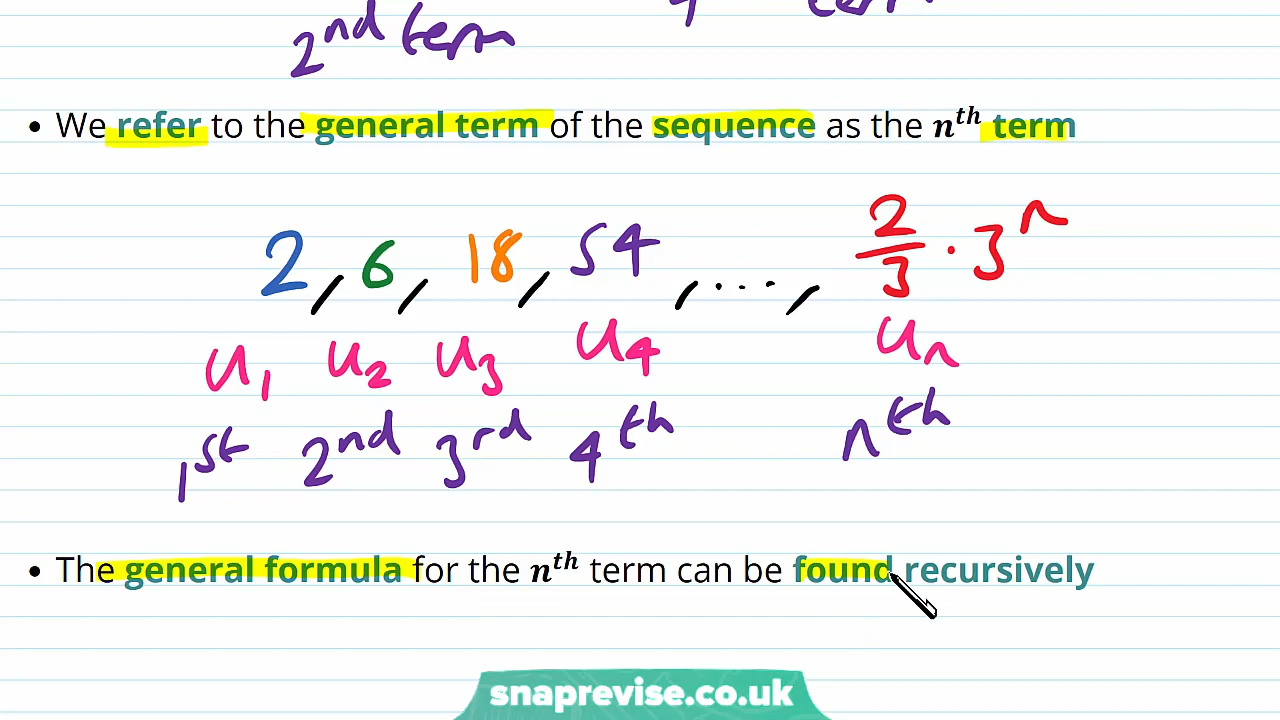 2nd term
• We refer to the general term of the sequence as the nth term
2, 6, 18, 54, ..., 2/3 · 3^n
u1 u2 u3 u4 un
1st 2nd 3rd 4th nth
• The general formula for the nth term can be found recursively
snaprevise.co.uk